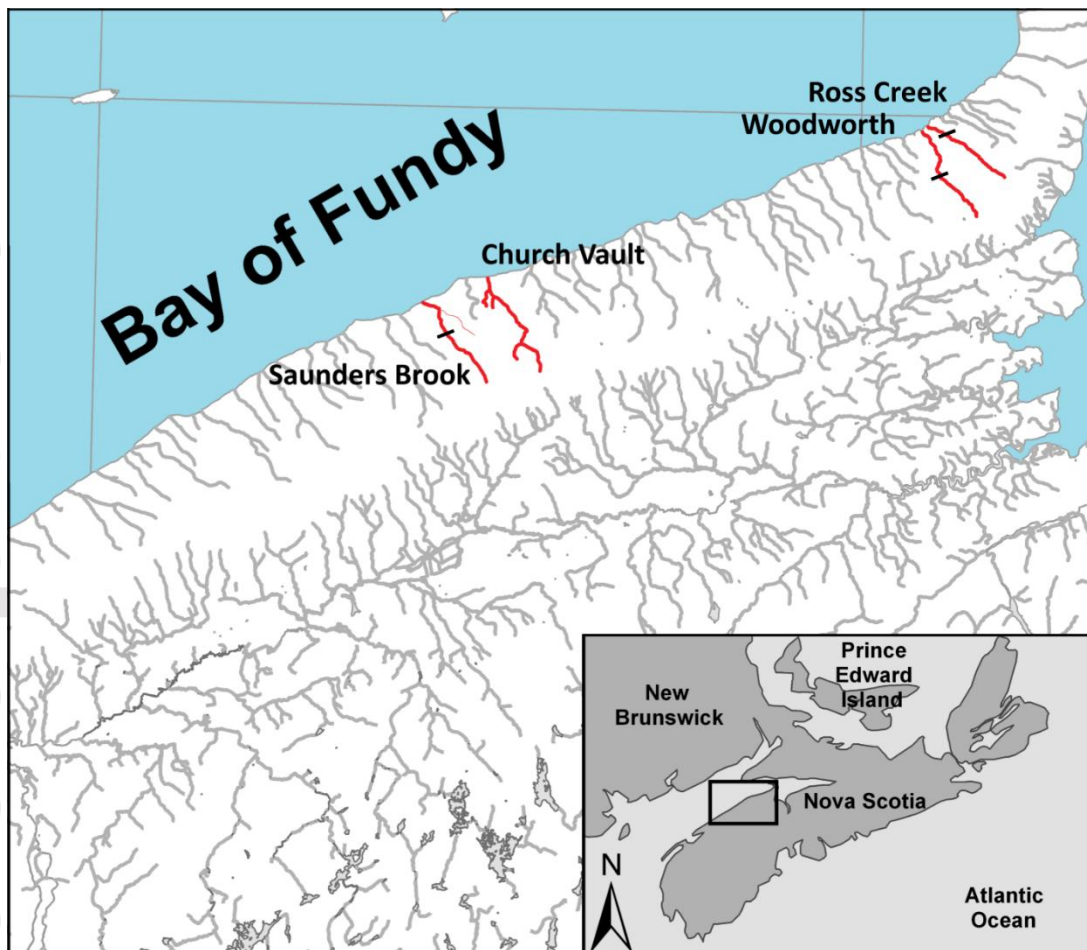 Ross Creek
Woodworth
Bay of Fundy
Church Vault
Saunders Brook
Prince
Edward
Island
New
Brunswick
Nova Scotia
N
Atlantic
Ocean